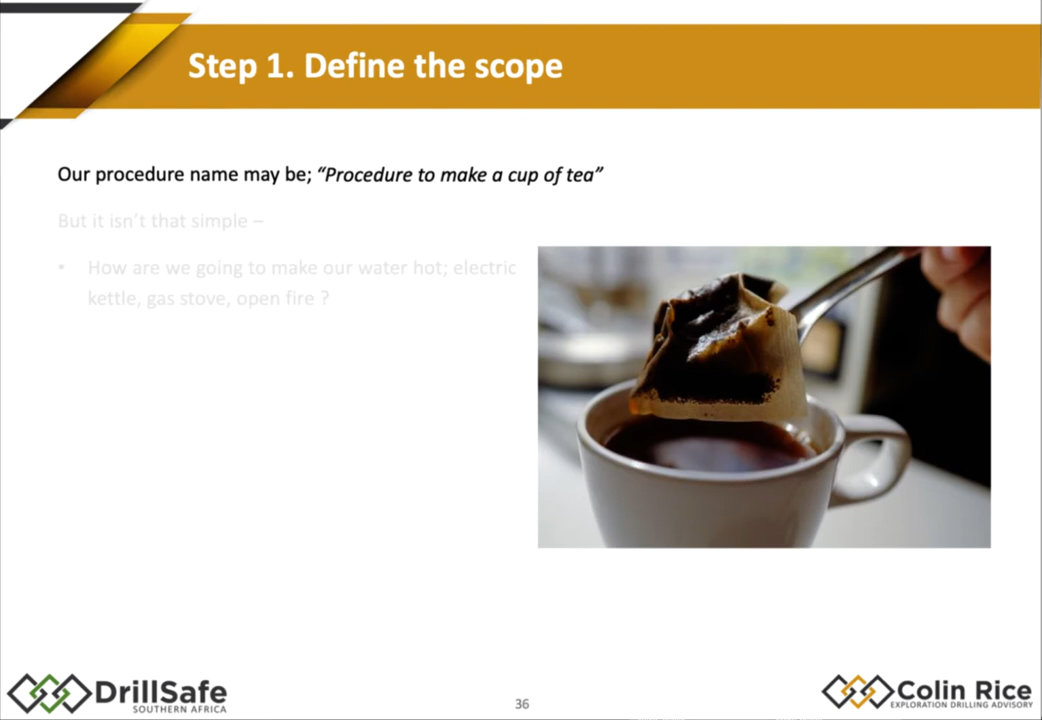 Step 1. Define the scope
Our procedure name may be; “Procedure to make a cup of tea”
But it isn’t that simple –
• How are we going to make our water hot; electric
kettle, gas stove, open fire ?
DrillSafe
SOUTHERN AFRICA
36
Colin Rice
EXPLORATION DRILLING ADVISORY